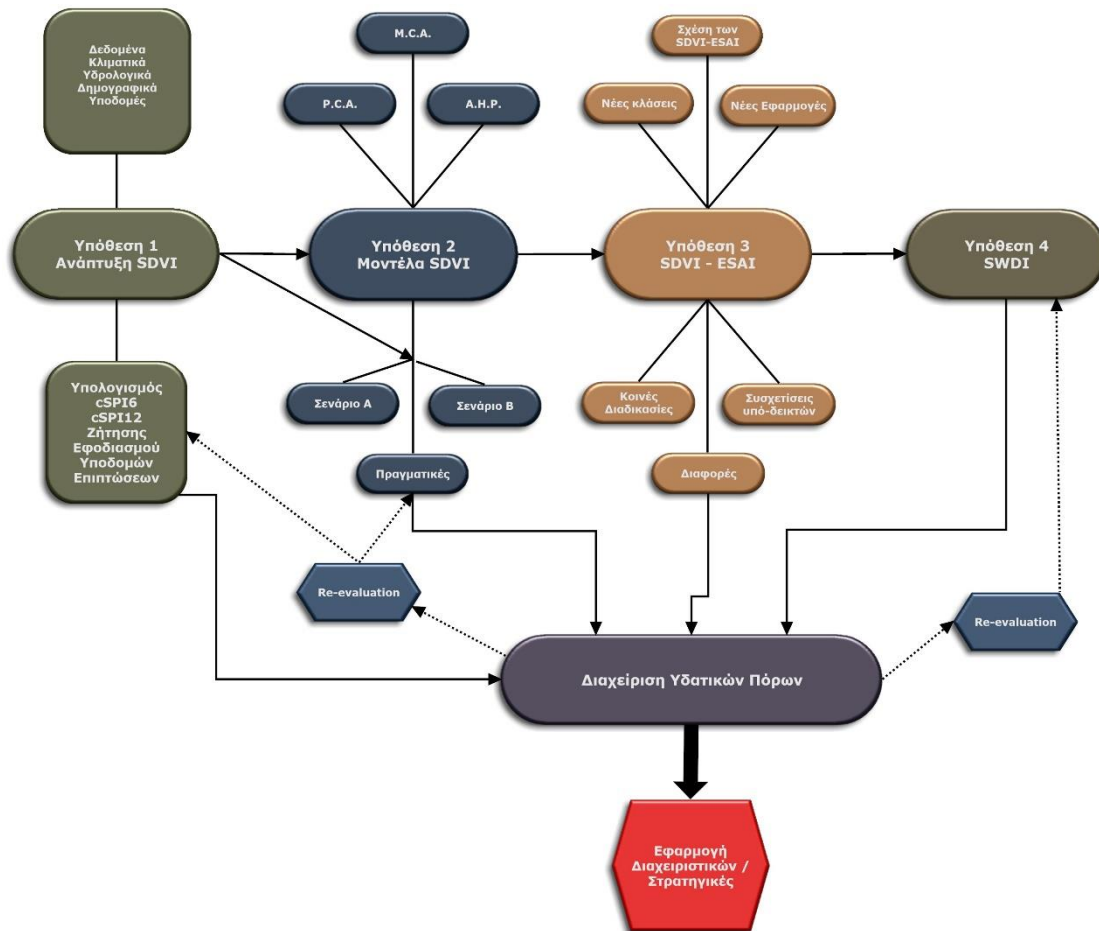 Δεδομένα
Κλιματικά
Υδρολογικά
Δημογραφικά
Υποδομές
M.C.A.
P.C.A.
A.H.P.
Σχέση των
SDVI-ESAI
Νέες κλάσεις
Νέες Εφαρμογές
Υπόθεση 1
Ανάπτυξη SDVI
Υπόθεση 2
Μοντέλα SDVI
Υπόθεση 3
SDVI - ESAI
Υπόθεση 4
SWDI
Υπολογισμός
cSPI6
cSPI12
Ζήτησης
Εφοδιασμού
Υποδομών
Επιπτώσεων
Σενάριο Α
Σενάριο Β
Πραγματικές
Κοινές
Διαδικασίες
Συσχετίσεις
υπό-δεικτών
Διαφορές
Re-evaluation
Re-evaluation
Διαχείριση Υδατικών Πόρων
Εφαρμογή
Διαχειριστικών /
Στρατηγικές